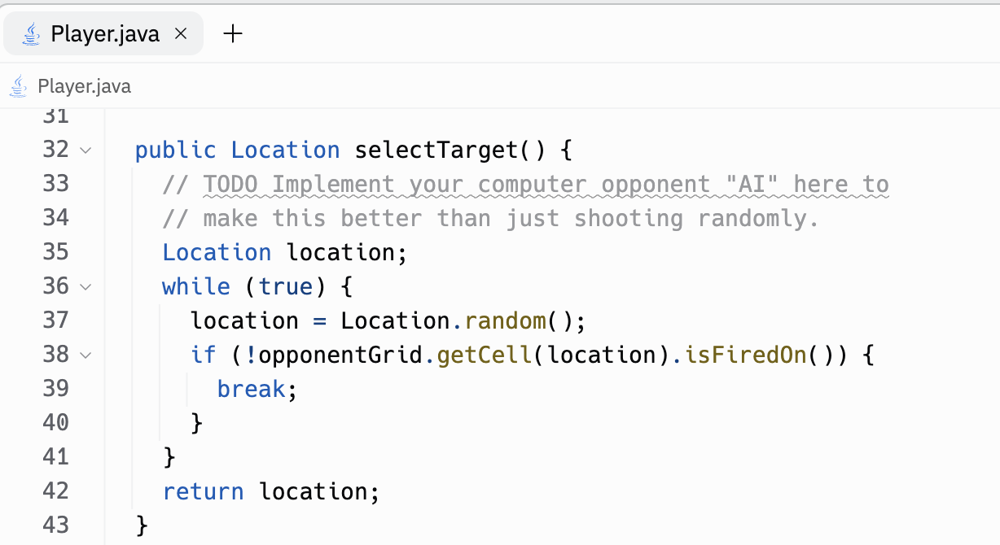 Player.java × +
Player.java
31
32 public Location selectTarget() {
33 // TODO Implement your computer opponent "AI" here to
34 // make this better than just shooting randomly.
35 Location location;
36 while (true) {
37 location = Location.random();
38 if (!opponentGrid.getCell(location).isFiredOn()) {
39 break;
40 }
41 }
42 return location;
43 }